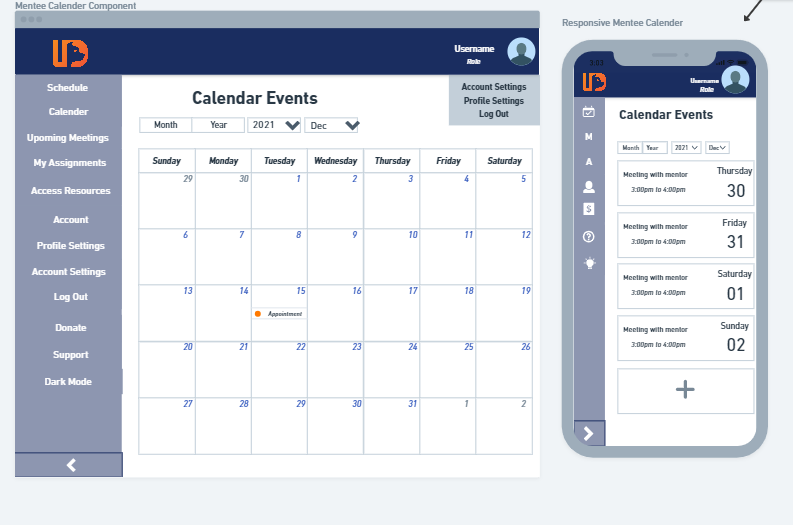 Mentee Calender Component
Username
Role
Account Settings
Profile Settings
Log Out
Schedule
Calender
Upoming Meetings
My Assignments
Access Resources
Account
Profile Settings
Account Settings
Log Out
Donate
Support
Dark Mode
Calendar Events
Month Year 2021 Dec
Sunday Monday Tuesday Wednesday Thursday Friday Saturday
29 30 1 2 3 4 5
6 7 8 9 10 11 12
13 14 15 16 17 18 19
Appointment
20 21 22 23 24 25 26
27 28 29 30 31 1 2
Responsive Mentee Calender
3:03
Username
Role
M
A
S
?
Calendar Events
Month Year 2021 Dec
Meeting with mentor Thursday
3:00pm to 4:00pm 30
Meeting with mentor Friday
3:00pm to 4:00pm 31
Meeting with mentor Saturday
3:00pm to 4:00pm 01
Meeting with mentor Sunday
3:00pm to 4:00pm 02